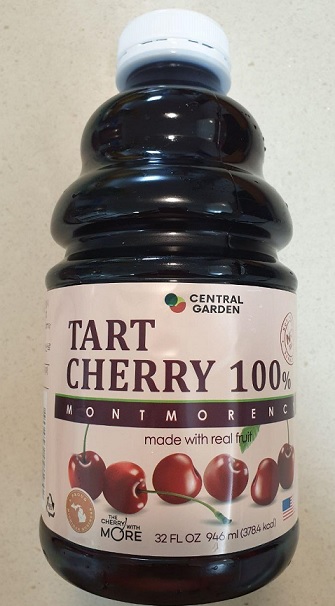 CENTRAL
GARDEN
TART
CHERRY 100%
MONTMORENC
made with real fruit
THE
CHERRY WITH
MORE
32 FL OZ 946 ml (378.4 kcal)